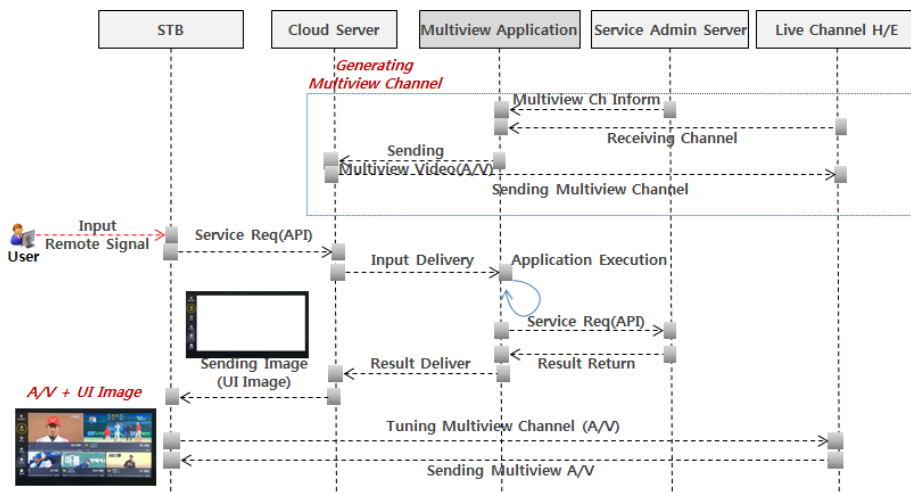 STB
Cloud Server
Multiview Application
Service Admin Server
Live Channel H/E
Generating
Multiview Channel
Multiview Ch Inform
Receiving Channel
Sending
Multiview Video(A/V)
Sending Multiview Channel
Input
Remote Signal
User
Service Req(API)
Input Delivery
Application Execution
Service Req(API)
Result Return
Result Deliver
Sending Image
(UI Image)
A/V + UI Image
Tuning Multiview Channel (A/V)
Sending Multiview A/V